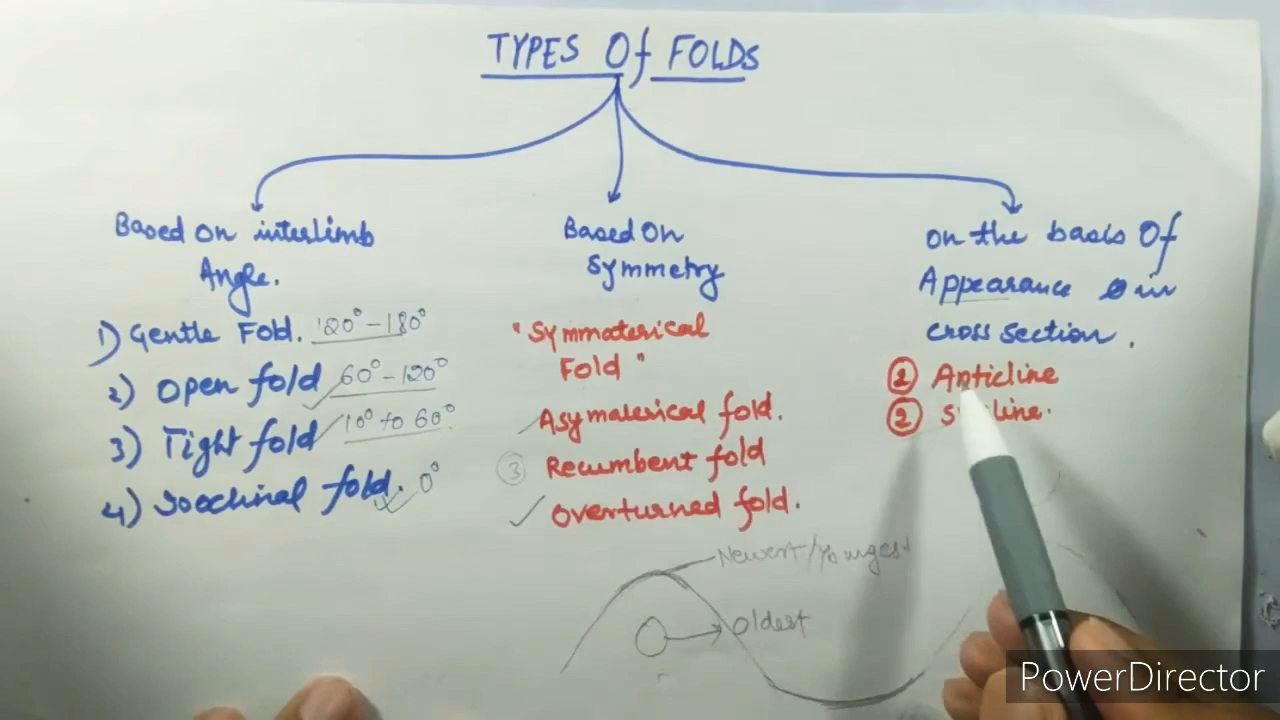 TYPES Of FOLDS
Based On interlimb
Angle.
1) Gentle Fold. 120° - 180°
2) Open fold 60° - 120°
3) Tight fold 10° to 60°
4) Isoclinal fold. 0°
Based On
Symmetry
"Symmaterical
Fold"
Asymaterical fold.
3 Recumbent fold
Overturned fold.
On the basis Of
Appearance in
cross section.
2 Anticline
2
Newest/Youngest
Oldest
PowerDirector